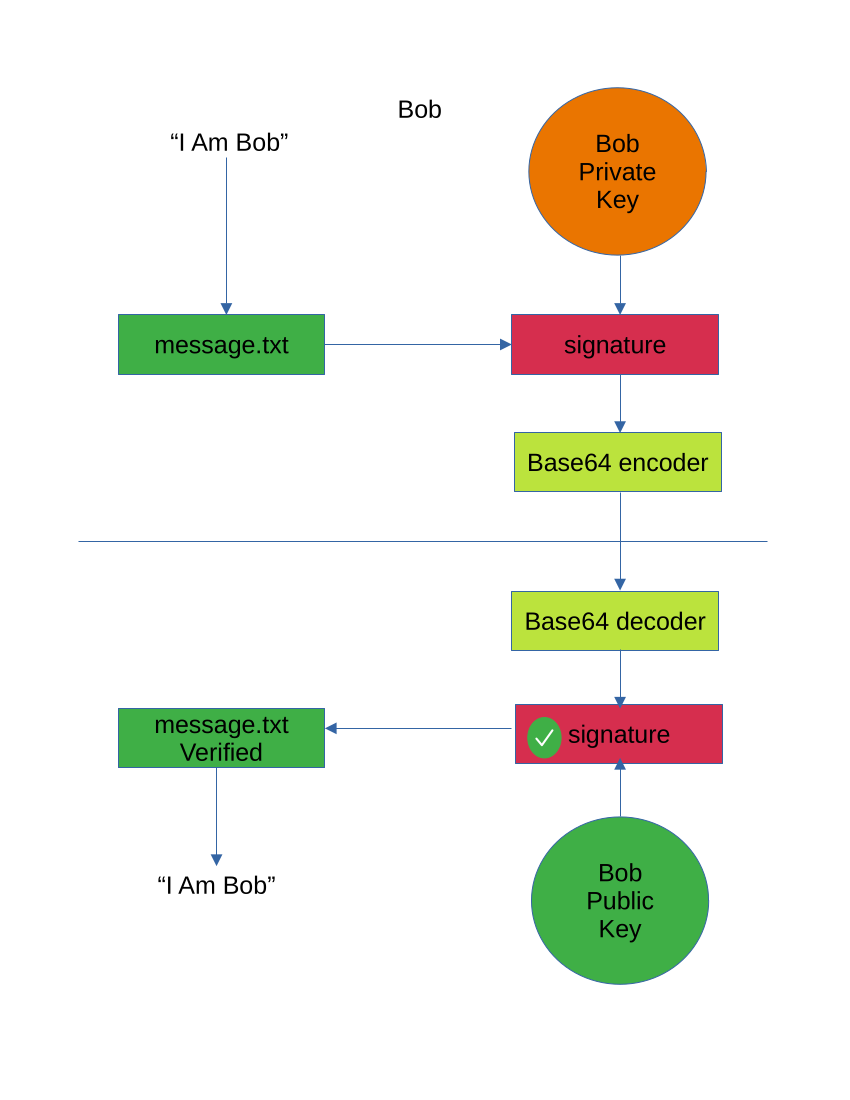 Bob
“I Am Bob”
Bob
Private
Key
message.txt
signature
Base64 encoder
Base64 decoder
message.txt
Verified
signature
“I Am Bob”
Bob
Public
Key